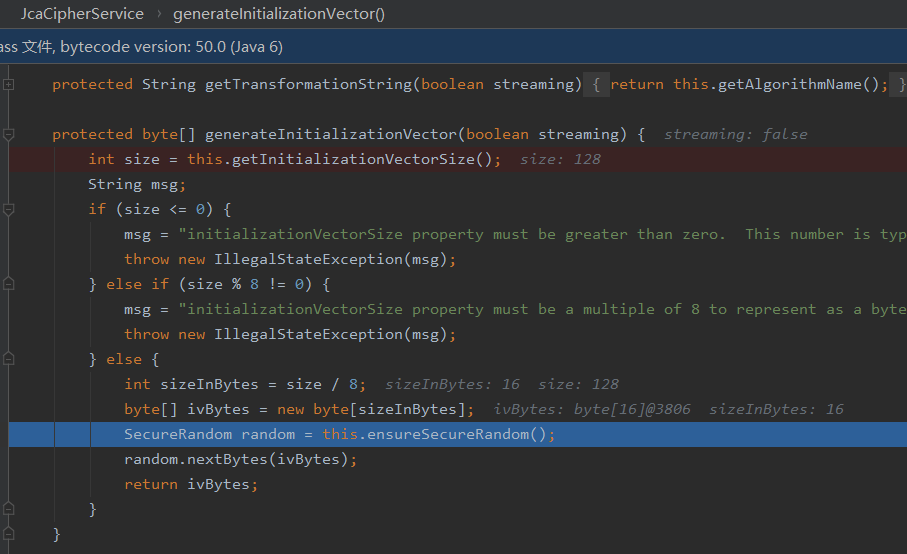 JcaCipherService › generateInitializationVector()
ass 文件, bytecode version: 50.0 (Java 6)
protected String getTransformationString(boolean streaming) { return this.getAlgorithmName(); }
protected byte[] generateInitializationVector(boolean streaming) { streaming: false
int size = this.getInitializationVectorSize(); size: 128
String msg;
if (size <= 0) {
msg = "initializationVectorSize property must be greater than zero. This number is typ
throw new IllegalStateException(msg);
} else if (size % 8 != 0) {
msg = "initializationVectorSize property must be a multiple of 8 to represent as a byte
throw new IllegalStateException(msg);
} else {
int sizeInBytes = size / 8; sizeInBytes: 16 size: 128
byte[] ivBytes = new byte[sizeInBytes]; ivBytes: byte[16]@3806 sizeInBytes: 16
SecureRandom random = this.ensureSecureRandom();
random.nextBytes(ivBytes);
return ivBytes;
}
}